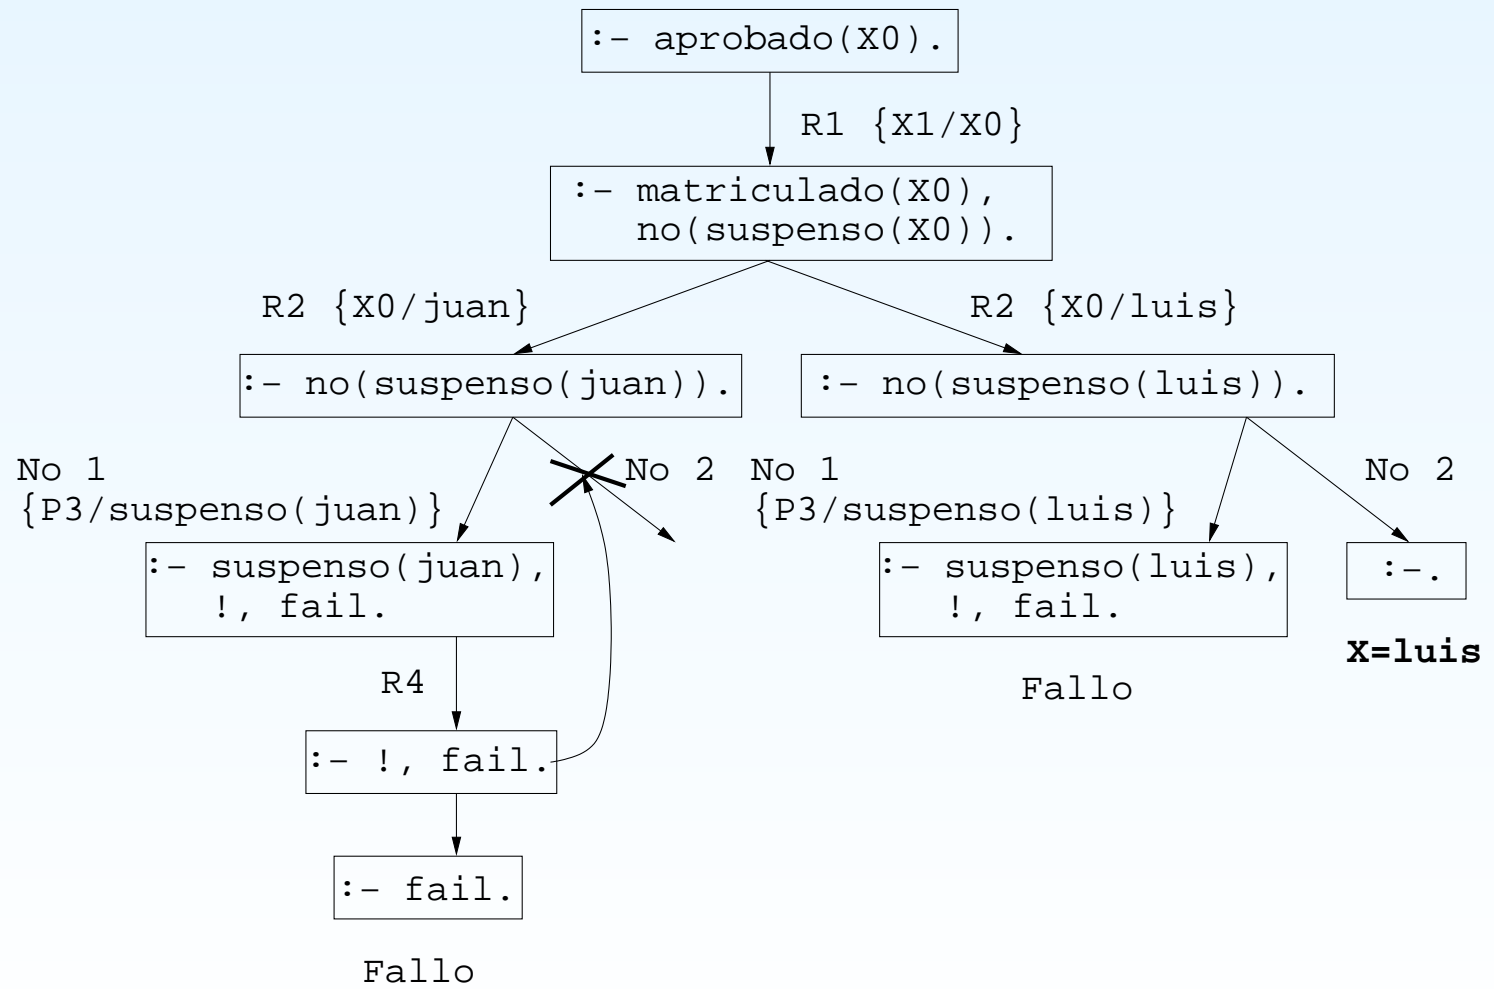 :- aprobado(X0).
R1 {X1/X0}
:- matriculado(X0),
no(suspenso(X0)).
R2 {X0/juan}
R2 {X0/luis}
:- no(suspenso(juan)).
:- no(suspenso(luis)).
No 1
{P3/suspenso(juan)}
No 2
No 1
{P3/suspenso(luis)}
No 2
:- suspenso(juan),
!, fail.
:- suspenso(luis),
!, fail.
:-.
X=luis
R4
Fallo
:- !, fail.
:- fail.
Fallo